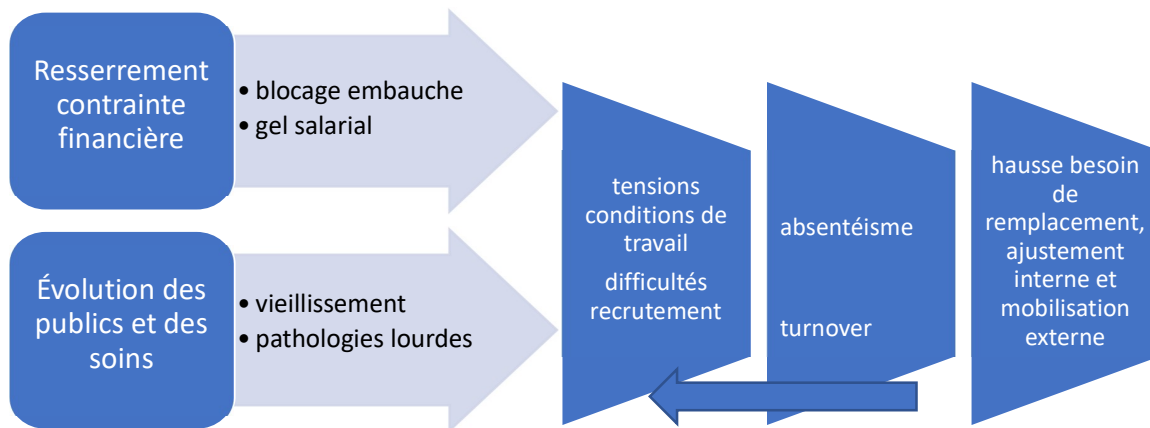 Resserrement
contrainte
financière
• blocage embauche
• gel salarial
Évolution des
publics et des
soins
• vieillissement
• pathologies lourdes
tensions
conditions de
travail
difficultés
recrutement
absentéisme
turnover
hausse besoin
de
remplacement,
ajustement
interne et
mobilisation
externe